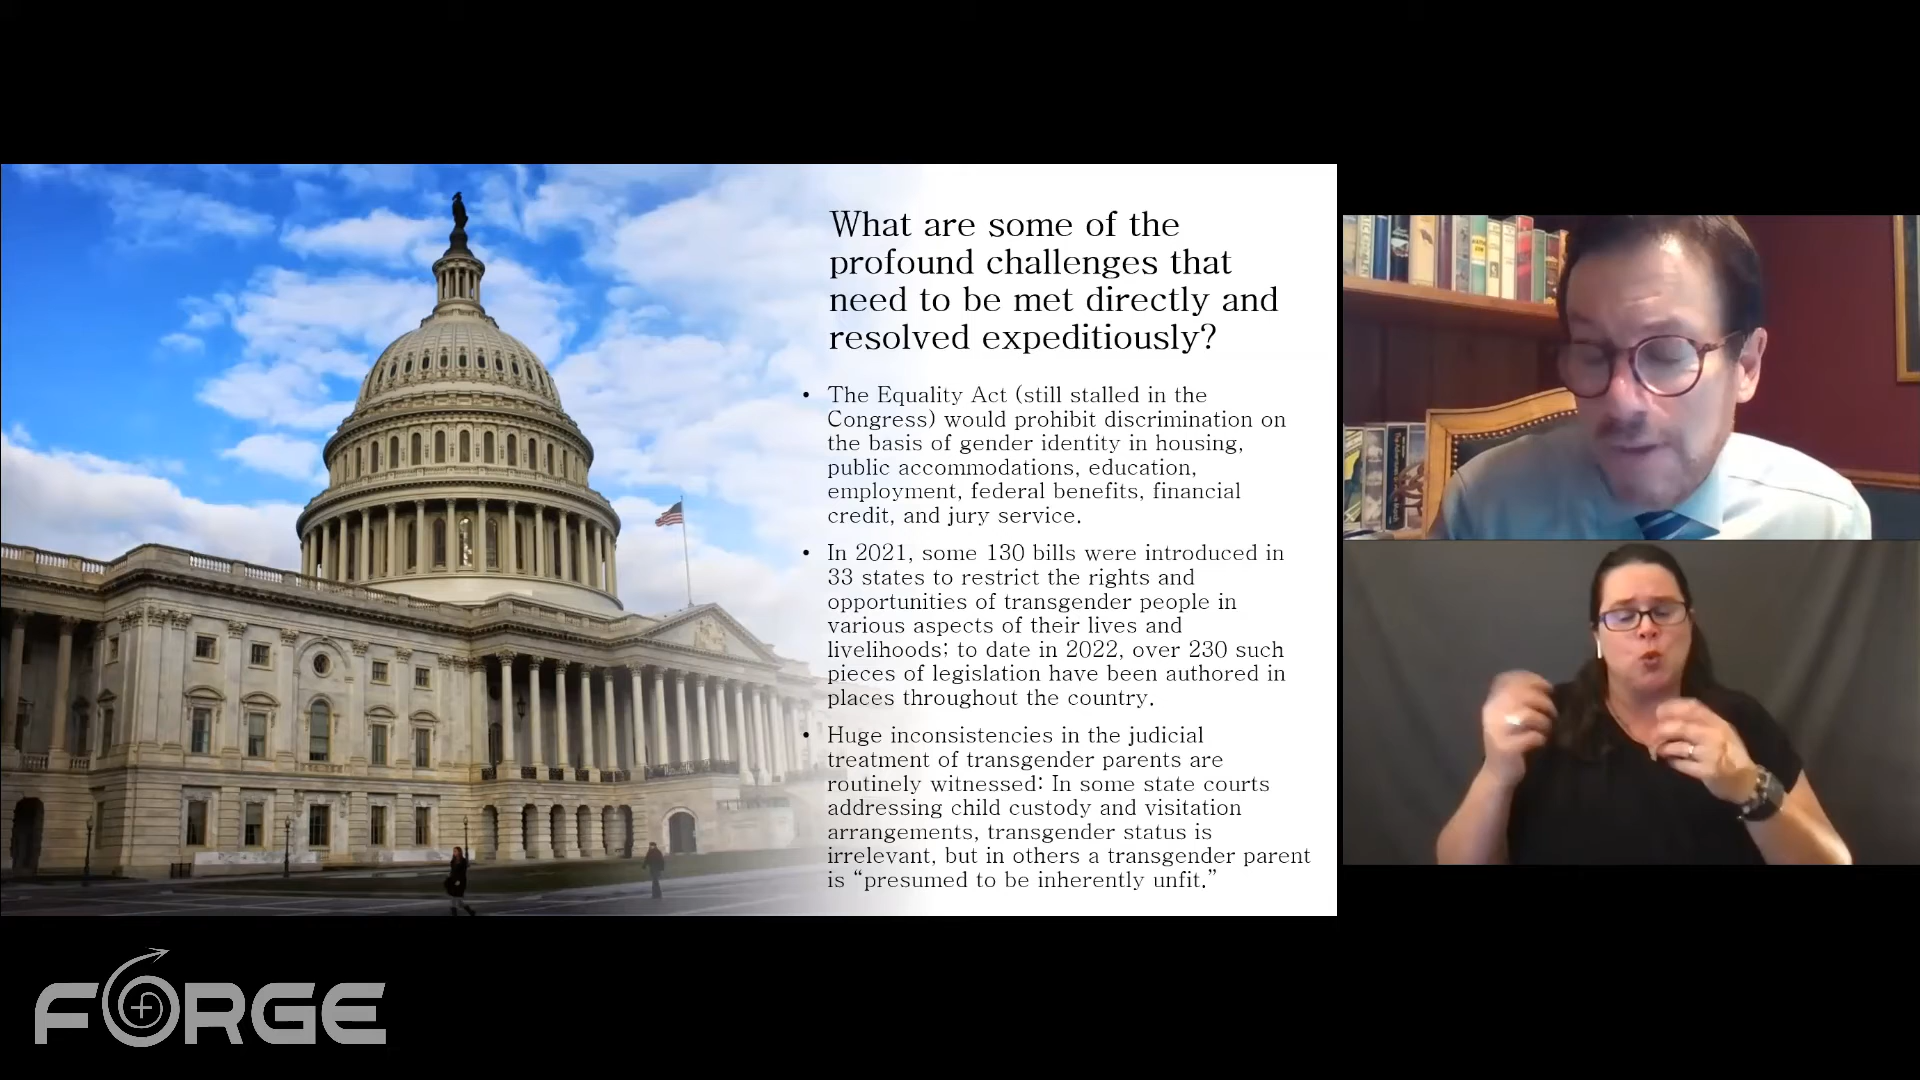 What are some of the
profound challenges that
need to be met directly and
resolved expeditiously?
• The Equality Act (still stalled in the
Congress) would prohibit discrimination on
the basis of gender identity in housing,
public accommodations, education,
employment, federal benefits, financial
credit, and jury service.
• In 2021, some 130 bills were introduced in
33 states to restrict the rights and
opportunities of transgender people in
various aspects of their lives and
livelihoods; to date in 2022, over 230 such
pieces of legislation have been authored in
places throughout the country.
• Huge inconsistencies in the judicial
treatment of transgender parents are
routinely witnessed: In some state courts
addressing child custody and visitation
arrangements, transgender status is
irrelevant, but in others a transgender parent
is “presumed to be inherently unfit.”
FORGE